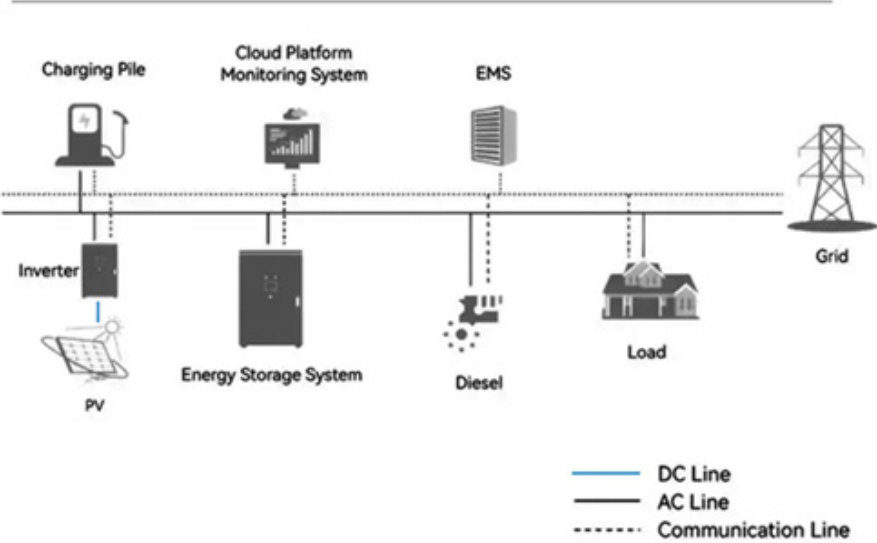 Charging Pile
Cloud Platform
Monitoring System
EMS
Grid
Inverter
Energy Storage System
Load
Diesel
PV
DC Line
AC Line
Communication Line